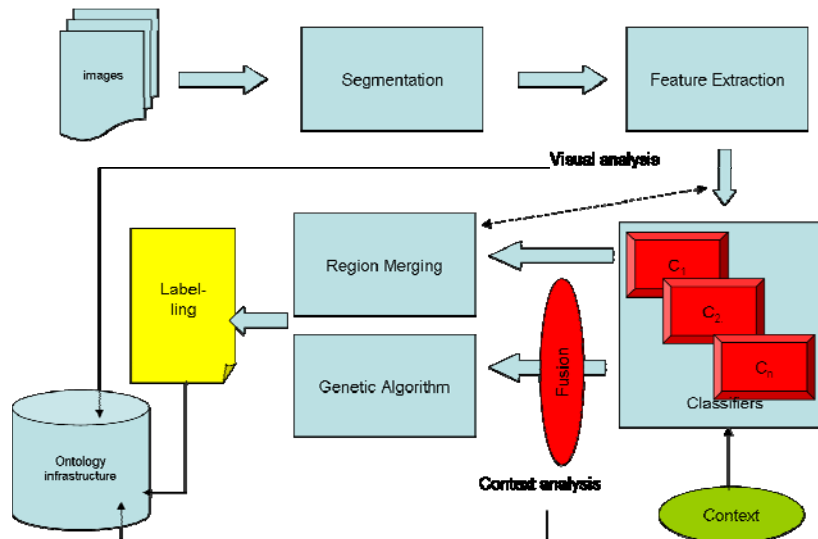 images
Segmentation
Feature Extraction
Visual analysis
Region Merging
Label-
ling
C1
C2
Cn
Classifiers
Fusion
Genetic Algorithm
Ontology
infrastructure
Context analysis
Context